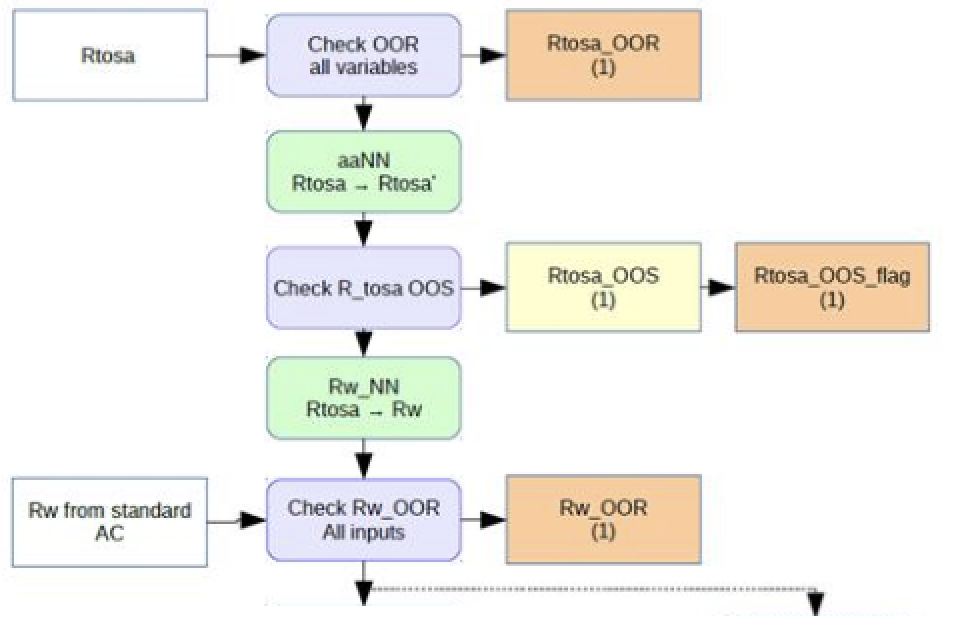 Rtosa
Check OOR
all variables
Rtosa_OOR
(1)
aaNN
Rtosa → Rtosa'
Check R_tosa OOS
Rtosa_OOS
(1)
Rtosa_OOS_flag
(1)
Rw_NN
Rtosa → Rw
Rw from standard
AC
Check Rw_OOR
All inputs
Rw_OOR
(1)